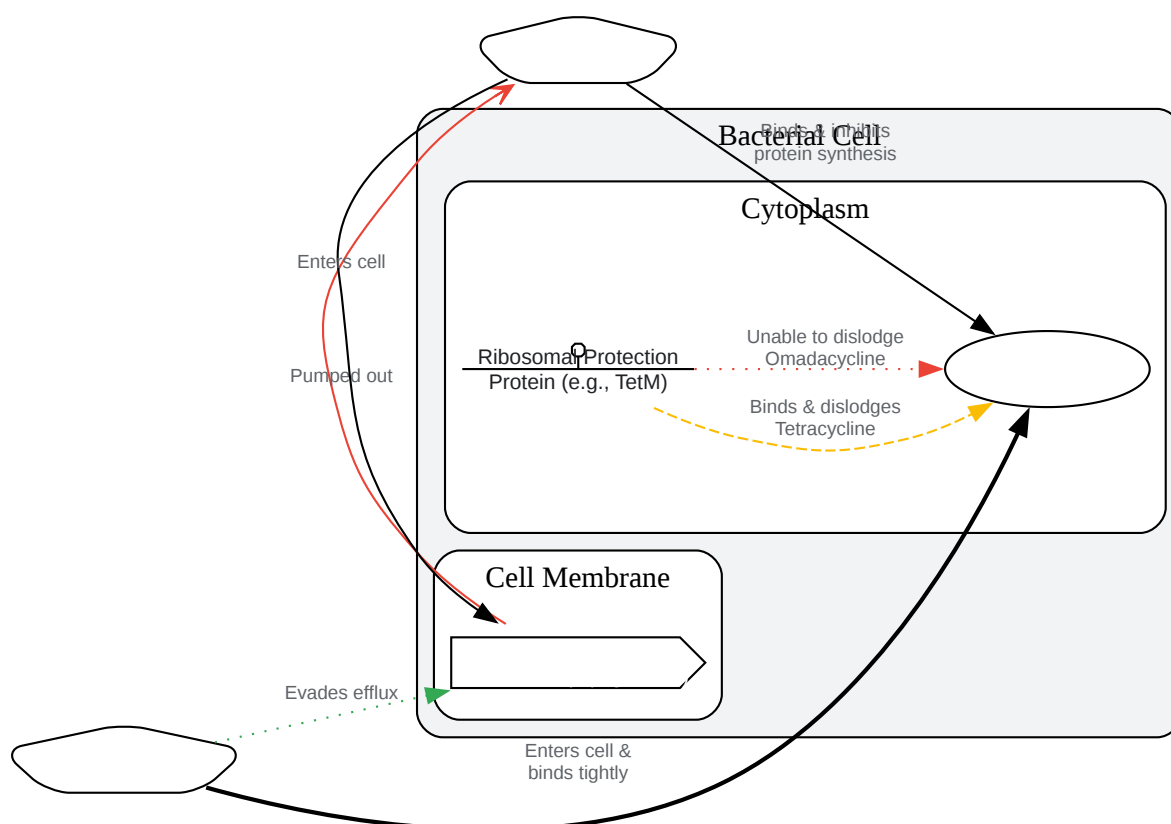 Bacterial Cell
Binds & inhibits
protein synthesis
Cytoplasm
Enters cell
Pumped out
Ribosomal Protection
Protein (e.g., TetM)
Unable to dislodge
Omadacycline
Binds & dislodges
Tetracycline
Cell Membrane
Evades efflux
Enters cell &
binds tightly